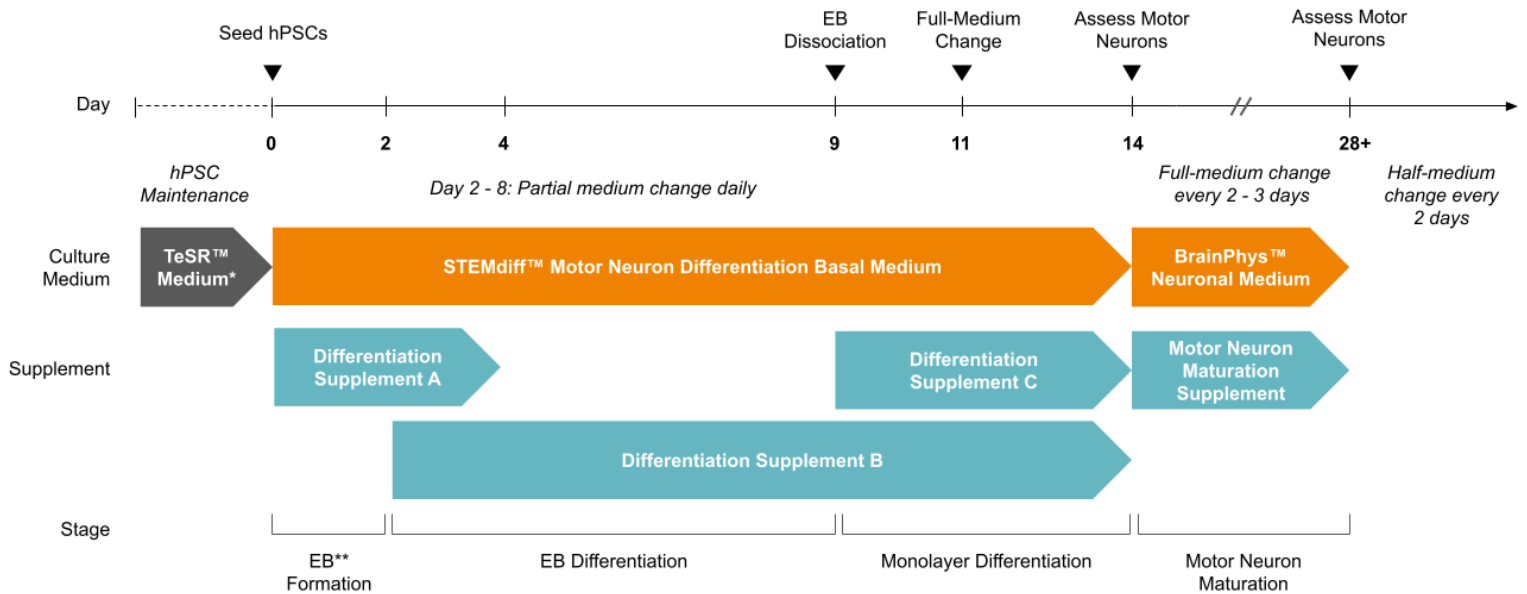 Seed hPSCs
EB
Dissociation
Full-Medium
Change
Assess Motor
Neurons
Assess Motor
Neurons
Day
0
2
4
9
11
14
28+
hPSC
Maintenance
Day 2 - 8: Partial medium change daily
Full-medium change
every 2 - 3 days
Half-medium
change every
2 days
Culture
Medium
TeSR™
Medium*
STEMdiff™ Motor Neuron Differentiation Basal Medium
BrainPhys™
Neuronal Medium
Supplement
Differentiation
Supplement A
Differentiation
Supplement C
Motor Neuron
Maturation
Supplement
Differentiation Supplement B
Stage
EB**
Formation
EB Differentiation
Monolayer Differentiation
Motor Neuron
Maturation